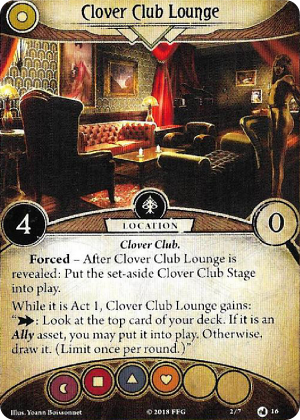 Clover Club Lounge
4
LOCATION
0
Clover Club.
Forced – After Clover Club Lounge is
revealed: Put the set-aside Clover Club Stage
into play.
While it is Act 1, Clover Club Lounge gains:
“: Look at the top card of your deck. If it is an
Ally asset, you may put it into play. Otherwise,
draw it. (Limit once per round.)”
Illus. Yoann Boissonnet
© 2018 FFG
2/7
16